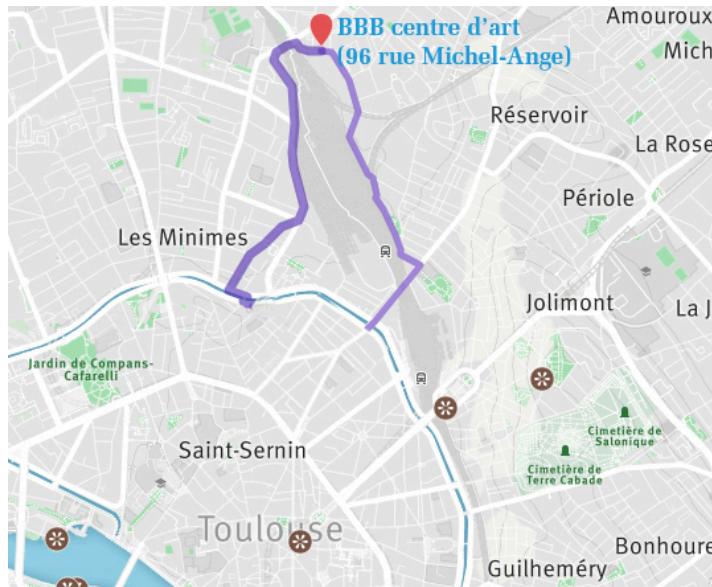 Amouroux
BBB centre d'art
(96 rue Michel-Ange)
Mich
Réservoir
La Rose
Périole
Les Minimes
Jolimont
La J
Jardin de Compans-
Cafarelli
Cimetière de
Salonique
Saint-Sernin
Cimetière de
Terre Cabade
Toulouse
Bonhoure
Guilheméry